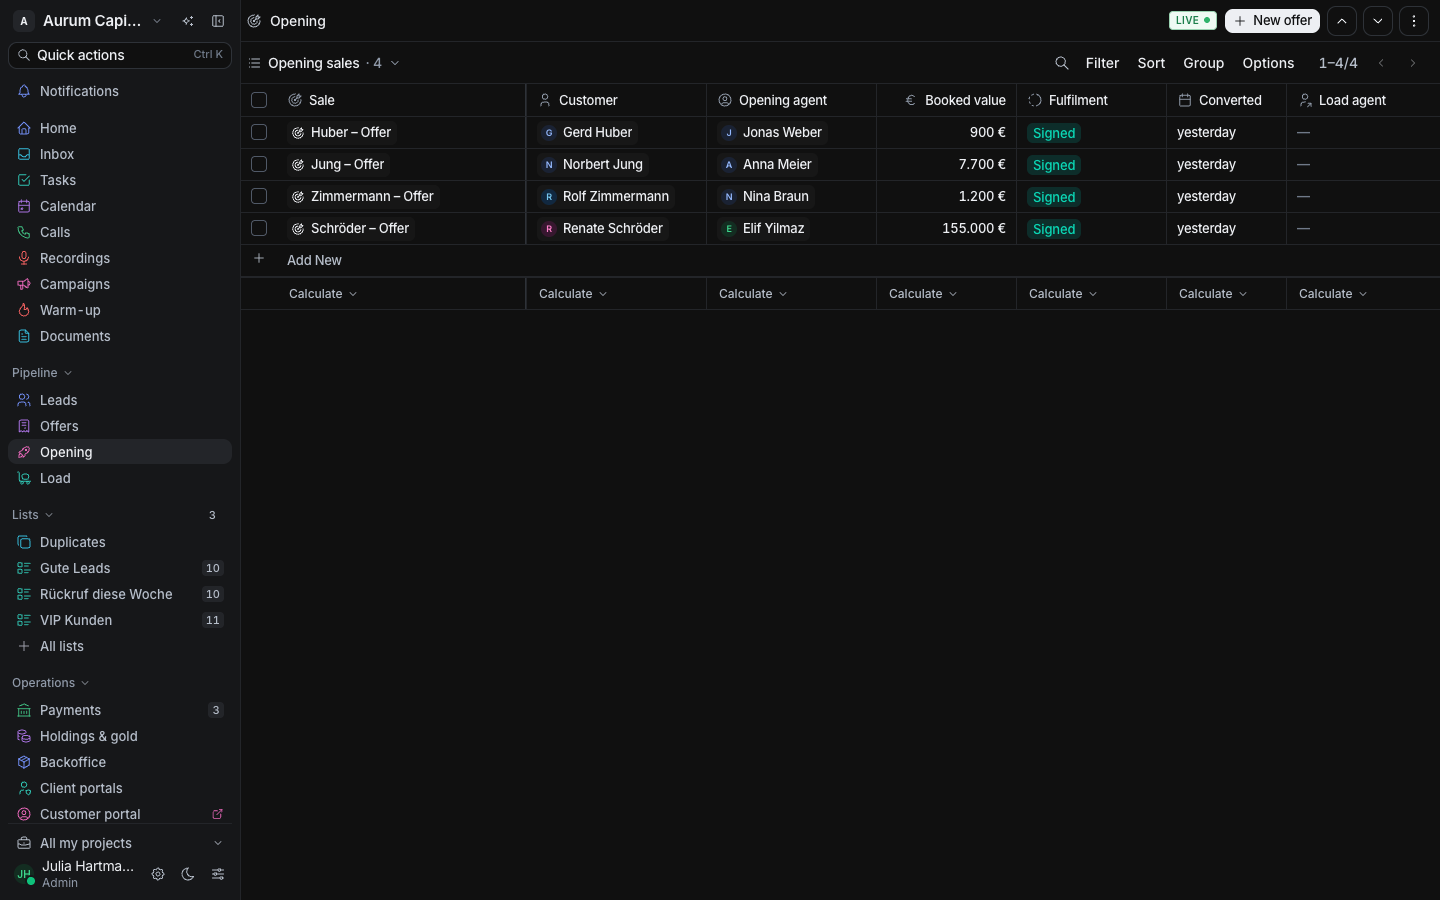 A Aurum Capi...
Quick actions Ctrl K
Notifications
Home
Inbox
Tasks
Calendar
Calls
Recordings
Campaigns
Warm-up
Documents
Pipeline
Leads
Offers
Opening
Load
Lists 3
Duplicates
Gute Leads 10
Rückruf diese Woche 10
VIP Kunden 11
All lists
Operations
Payments 3
Holdings & gold
Backoffice
Client portals
Customer portal
All my projects
JH Julia Hartma...
Admin
Opening LIVE New offer
Opening sales · 4 Filter Sort Group Options 1–4/4
Sale Customer Opening agent € Booked value Fulfilment Converted Load agent
Huber – Offer G Gerd Huber J Jonas Weber 900 € Signed yesterday —
Jung – Offer N Norbert Jung A Anna Meier 7.700 € Signed yesterday —
Zimmermann – Offer R Rolf Zimmermann N Nina Braun 1.200 € Signed yesterday —
Schröder – Offer R Renate Schröder E Elif Yilmaz 155.000 € Signed yesterday —
Add New
Calculate Calculate Calculate Calculate Calculate Calculate Calculate